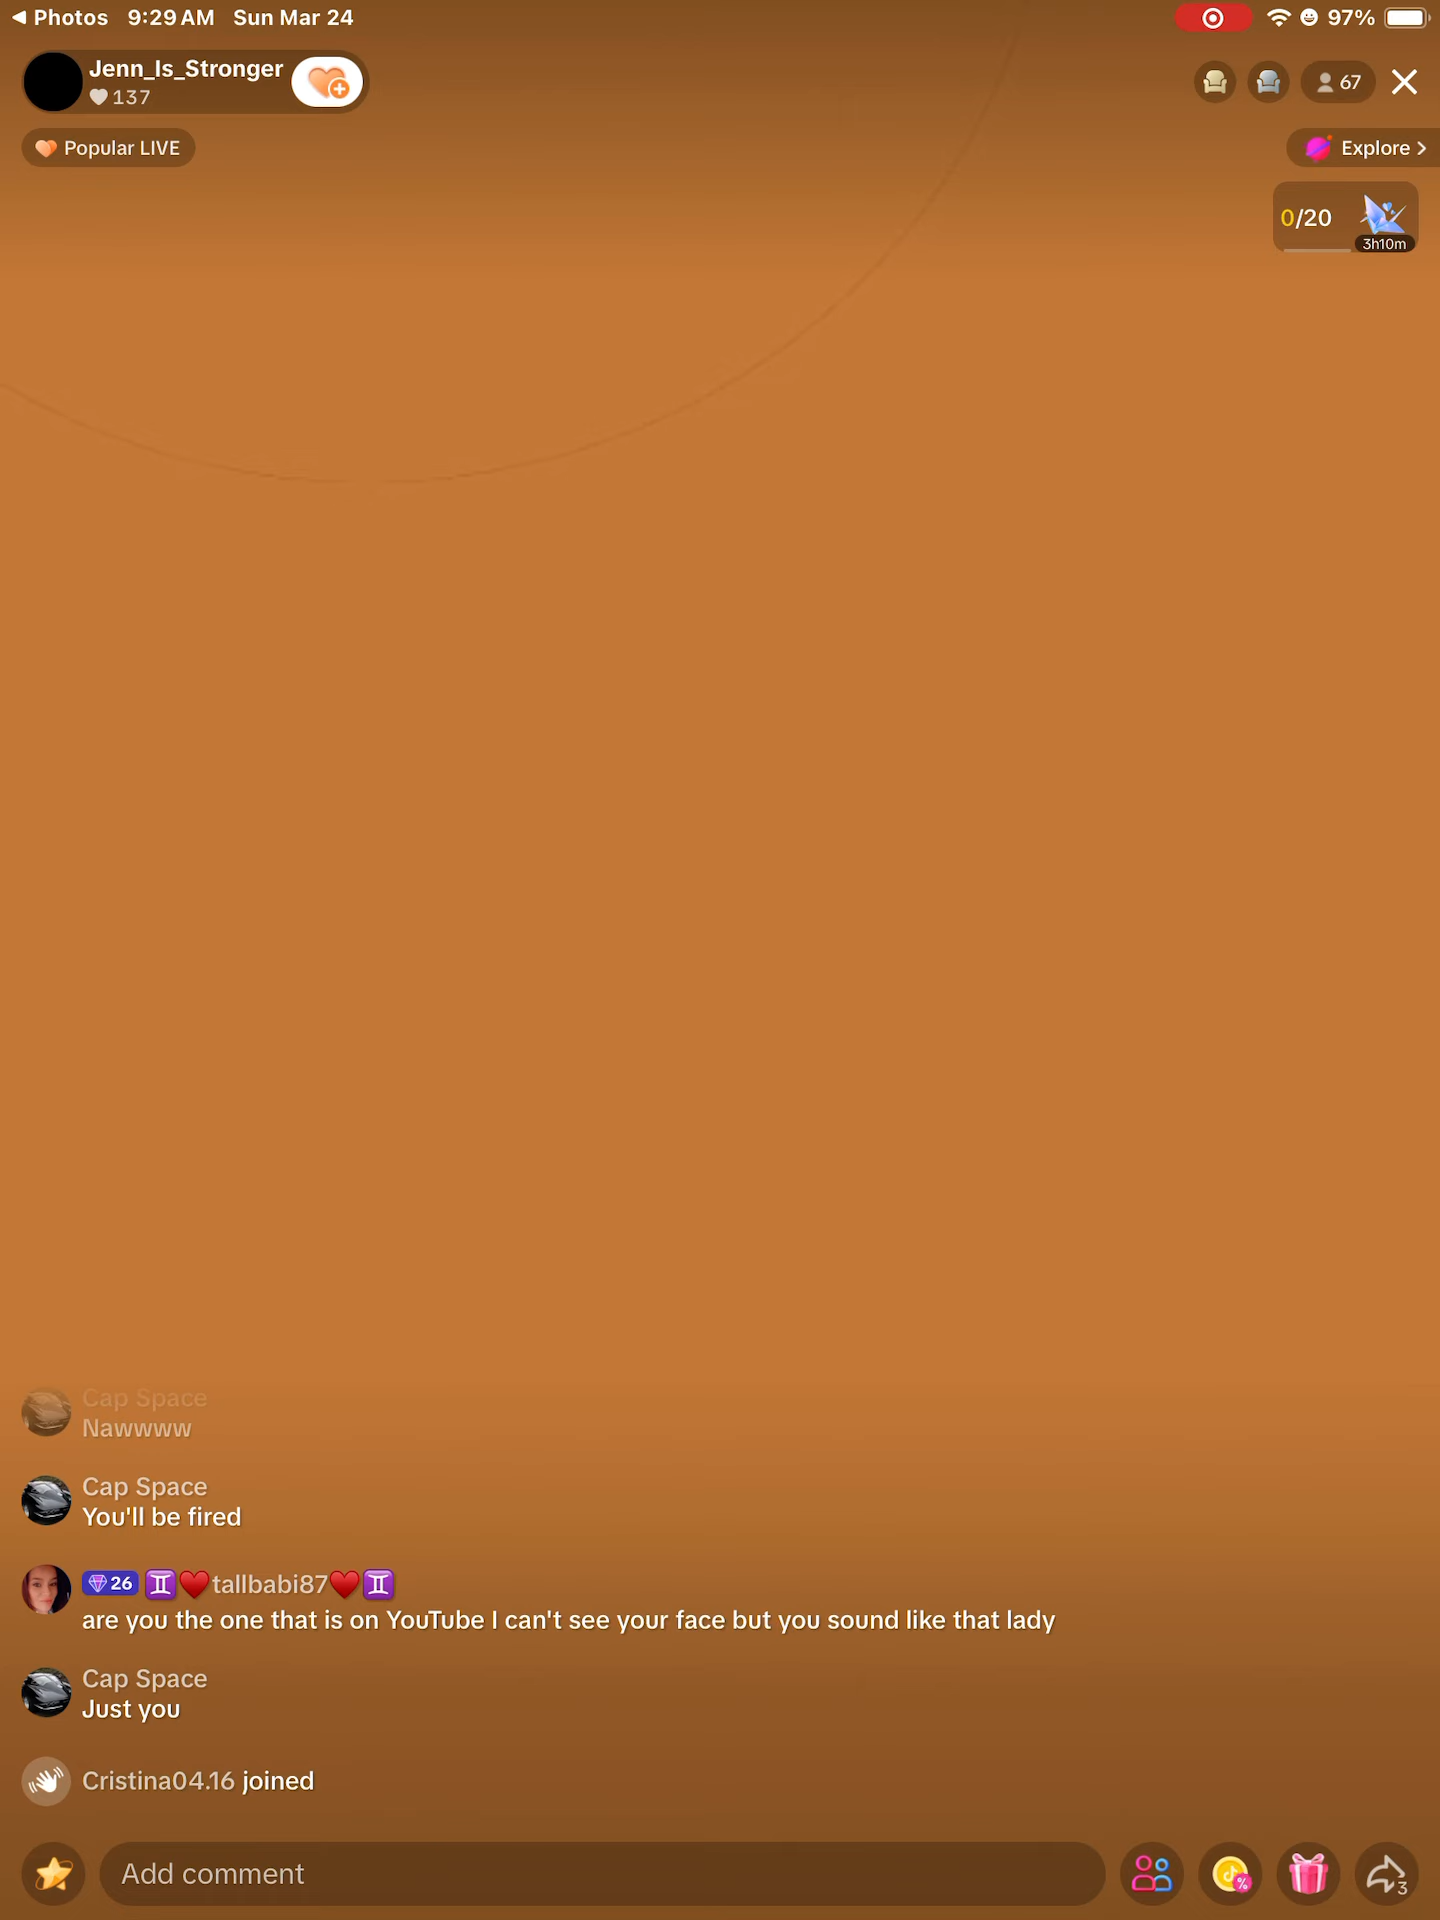 Photos 9:29 AM Sun Mar 24 97%
Jenn_Is_Stronger
137
67
Popular LIVE
Explore
0/20
3h10m
Cap Space
Nawwww
Cap Space
You'll be fired
26 ♊❤️tallbabi87❤️♊
are you the one that is on YouTube I can't see your face but you sound like that lady
Cap Space
Just you
Cristina04.16 joined
Add comment
%
3